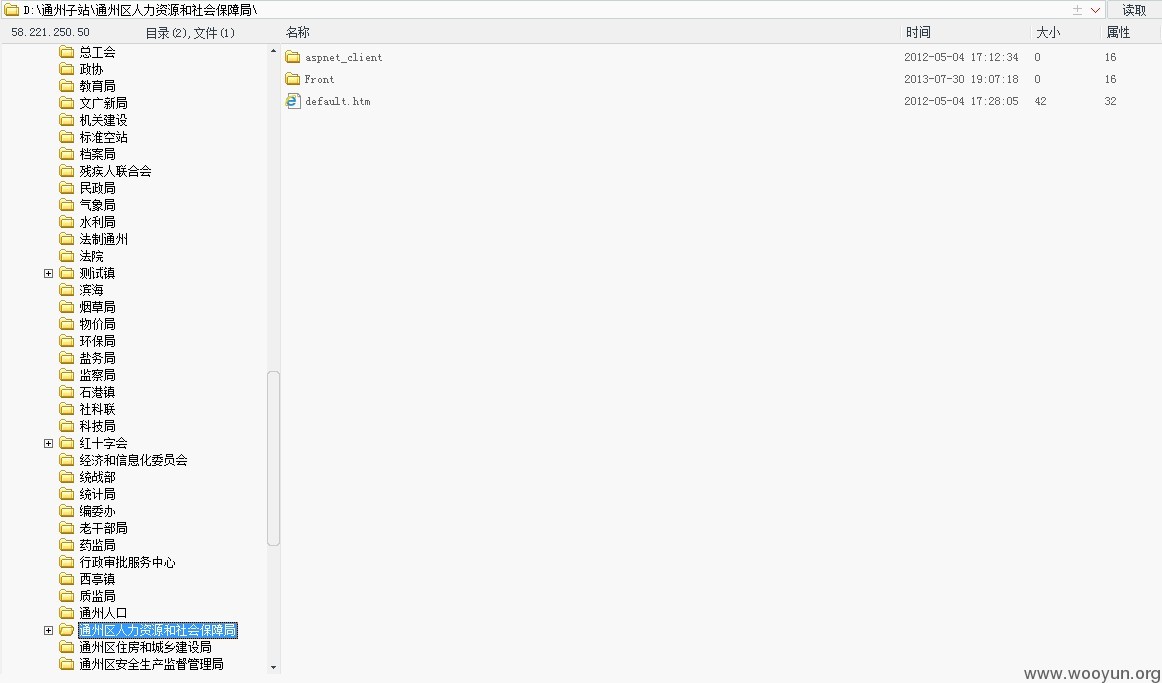 D:\通州子站\通州区人力资源和社会保障局\ 读取
58.221.250.50 目录(2),文件(1) 名称 时间 大小 属性
总工会
政协
教育局
文广新局
机关建设
标准空站
档案局
残疾人联合会
民政局
气象局
水利局
法制通州
法院
测试镇
滨海
烟草局
物价局
环保局
盐务局
监察局
石港镇
社科联
科技局
红十字会
经济和信息化委员会
统战部
统计局
编委办
老干部局
药监局
行政审批服务中心
西亭镇
质监局
通州人口
通州区人力资源和社会保障局
通州区住房和城乡建设局
通州区安全生产监督管理局
aspnet_client 2012-05-04 17:12:34 0 16
Front 2013-07-30 19:07:18 0 16
default.htm 2012-05-04 17:28:05 42 32
www.wooyun.org